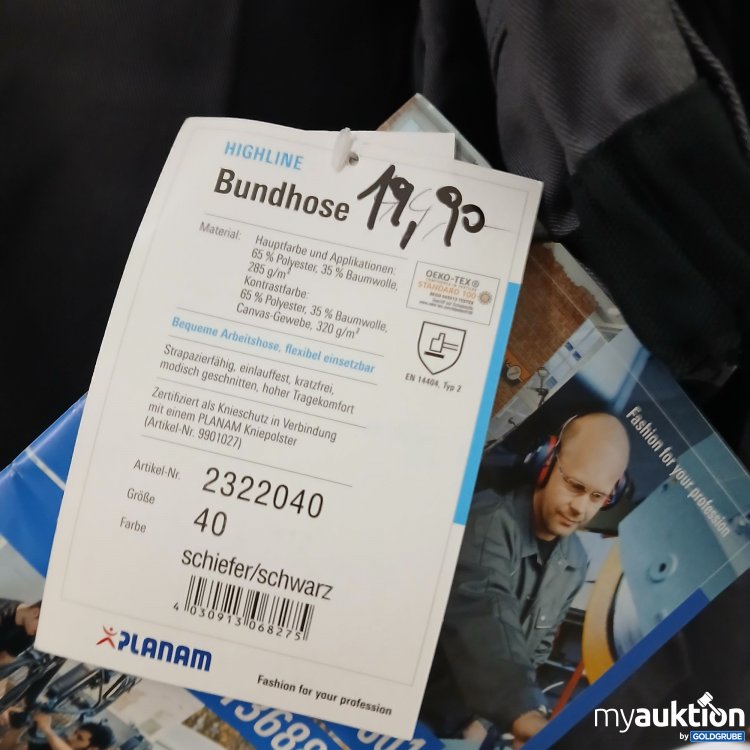 HIGHLINE
Bundhose 19,90
Material: Hauptfarbe und Applikationen:
65 % Polyester, 35 % Baumwolle,
285 g/m²
Kontrastfarbe:
65 % Polyester, 35 % Baumwolle,
Canvas-Gewebe, 320 g/m²
OEKO-TEX®
STANDARD 100
EN 14404, Typ 2
Bequeme Arbeitshose, flexibel einsetzbar
Strapazierfähig, einlauffest, kratzfrei,
modisch geschnitten, hoher Tragekomfort
Zertifiziert als Knieschutz in Verbindung
mit einem PLANAM Kniepolster
(Artikel-Nr. 9901027)
Artikel-Nr. 2322040
Größe 40
Farbe schiefer/schwarz
4 030913 068275
PLANAM
Fashion for your profession
Fashion for your profession
myauktion
by GOLDGRUBE